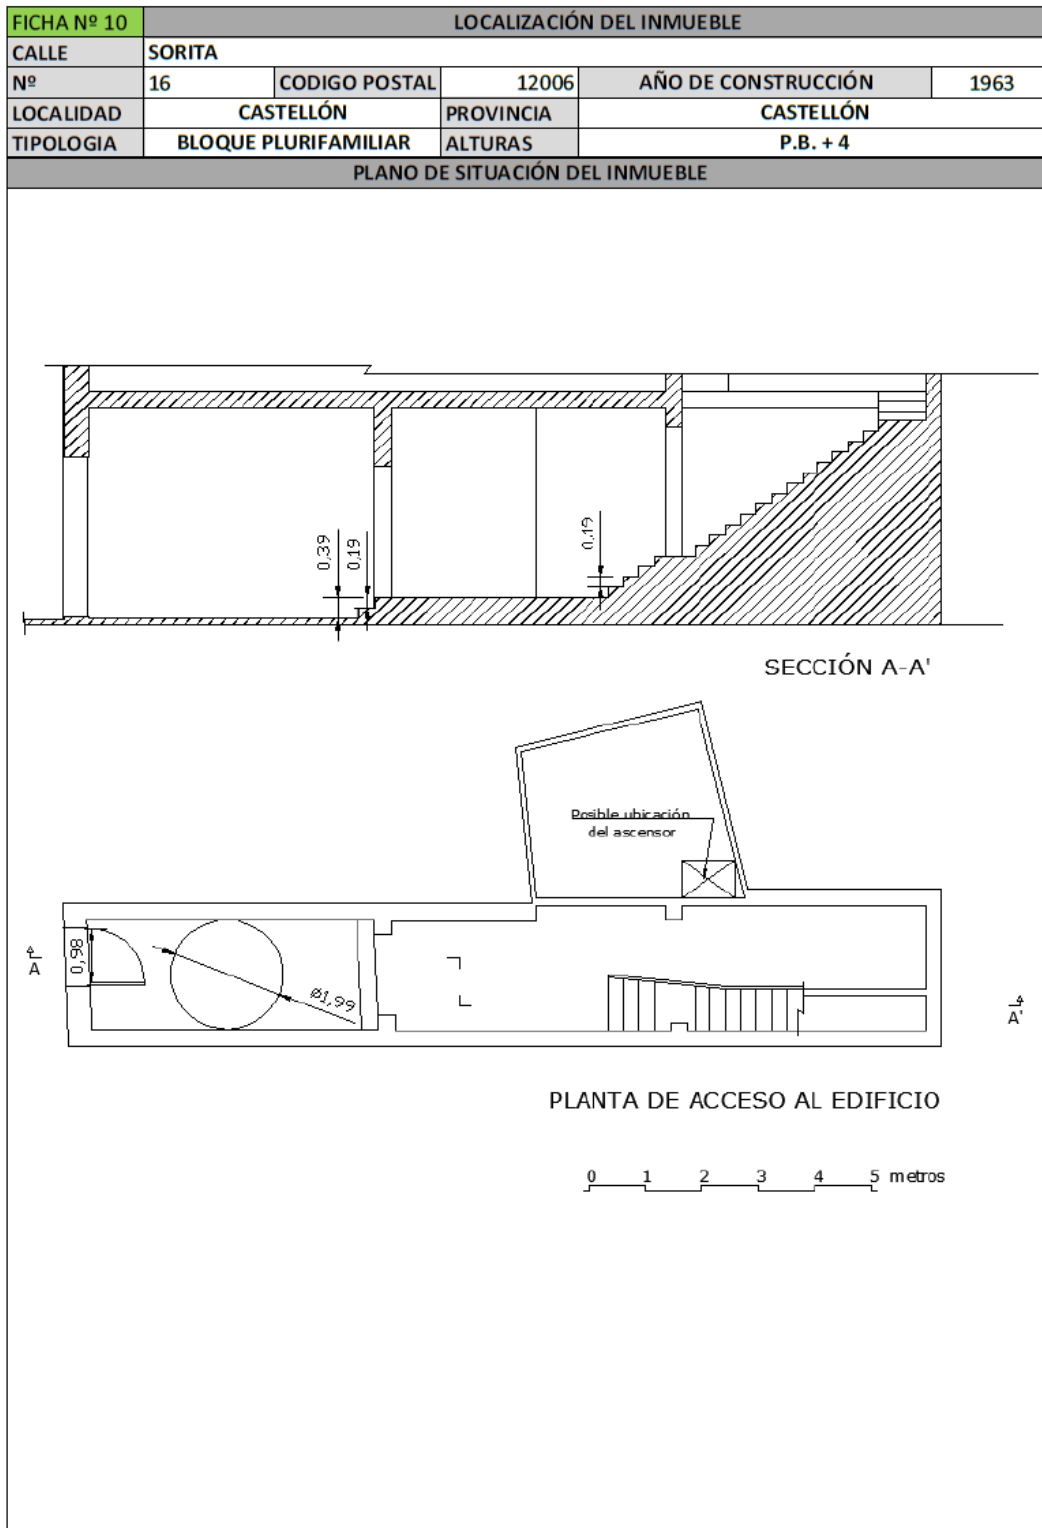 FICHA Nº 10 LOCALIZACIÓN DEL INMUEBLE
CALLE SORITA
Nº 16 CODIGO POSTAL 12006 AÑO DE CONSTRUCCIÓN 1963
LOCALIDAD CASTELLÓN PROVINCIA CASTELLÓN
TIPOLOGIA BLOQUE PLURIFAMILIAR ALTURAS P.B. + 4
PLANO DE SITUACIÓN DEL INMUEBLE
0,39
0,19
0,19
SECCIÓN A-A'
Posible ubicación
del ascensor
A
0,98
Ø1,99
A'
PLANTA DE ACCESO AL EDIFICIO
0 1 2 3 4 5 metros